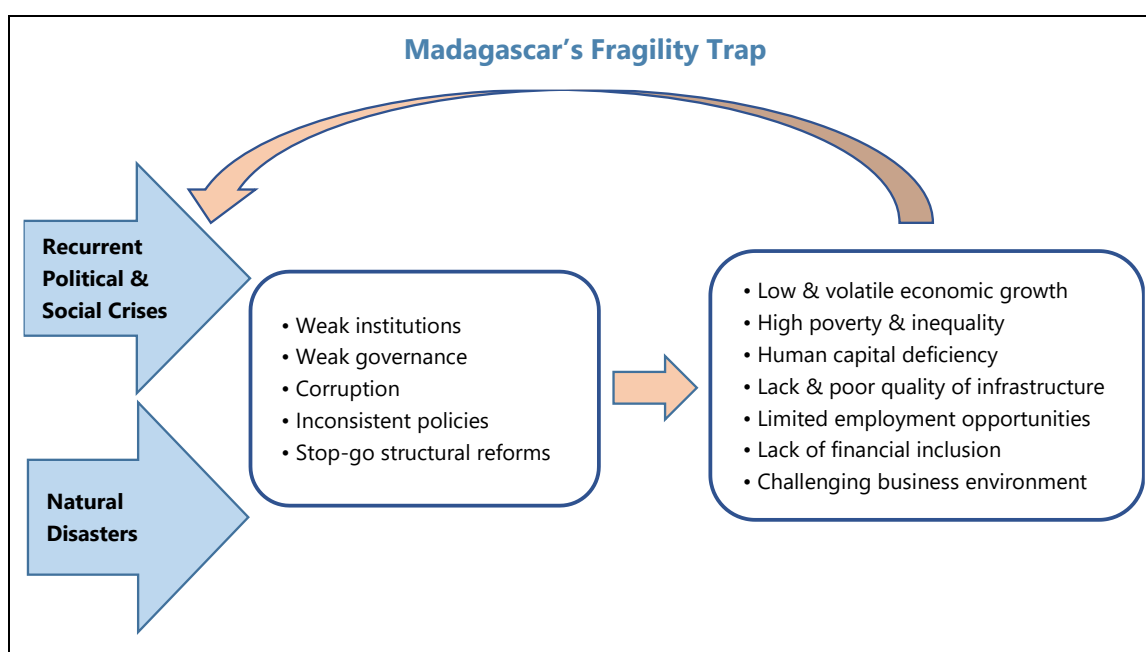 Madagascar’s Fragility Trap
Recurrent
Political &
Social Crises
Natural
Disasters
• Weak institutions
• Weak governance
• Corruption
• Inconsistent policies
• Stop-go structural reforms
• Low & volatile economic growth
• High poverty & inequality
• Human capital deficiency
• Lack & poor quality of infrastructure
• Limited employment opportunities
• Lack of financial inclusion
• Challenging business environment